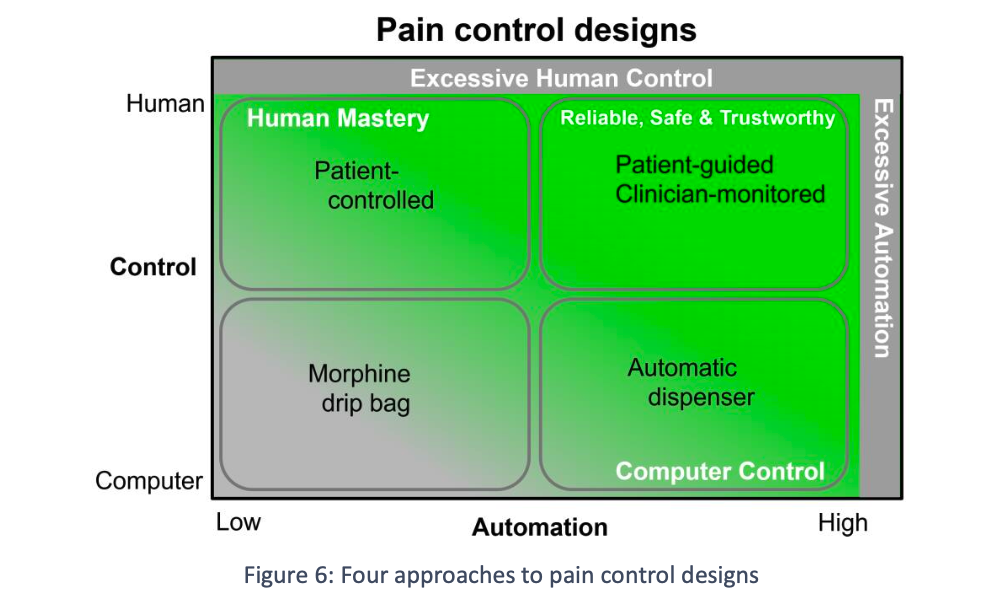 Pain control designs
Excessive Human Control
Human
Human Mastery
Reliable, Safe & Trustworthy
Patient-
controlled
Patient-guided
Clinician-monitored
Excessive Automation
Control
Morphine
drip bag
Automatic
dispenser
Computer Control
Computer
Low
Automation
High
Figure 6: Four approaches to pain control designs